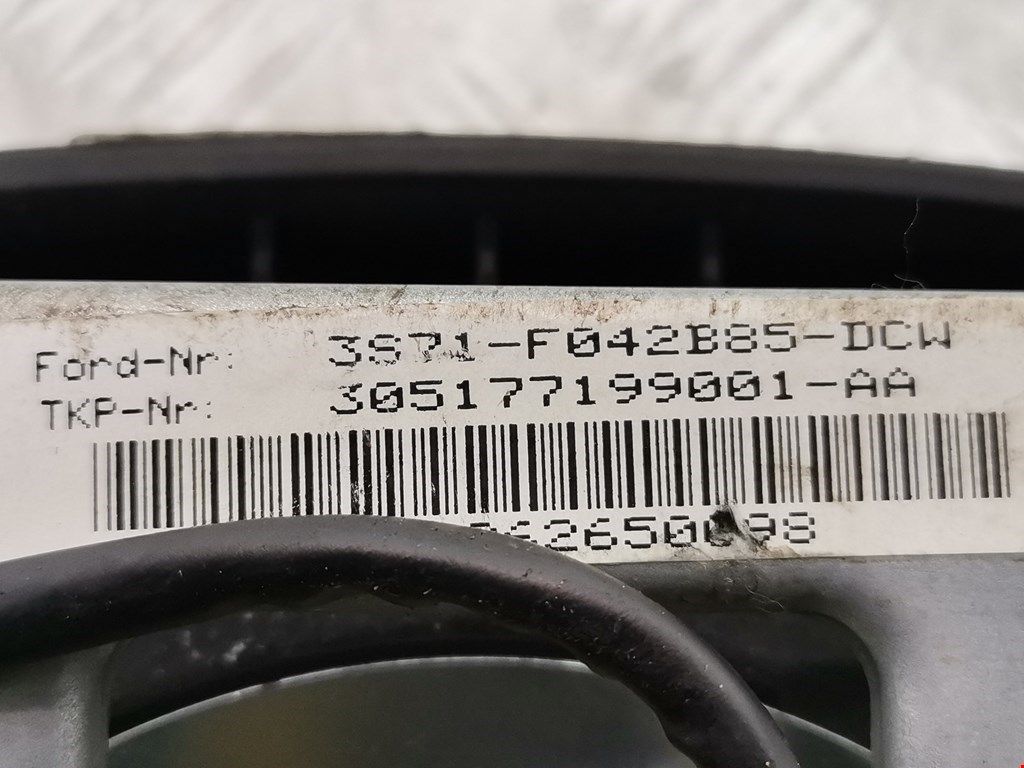 Ford-Nr: 3S71-F042B85-DCW
TKP-Nr: 305177199001-AA